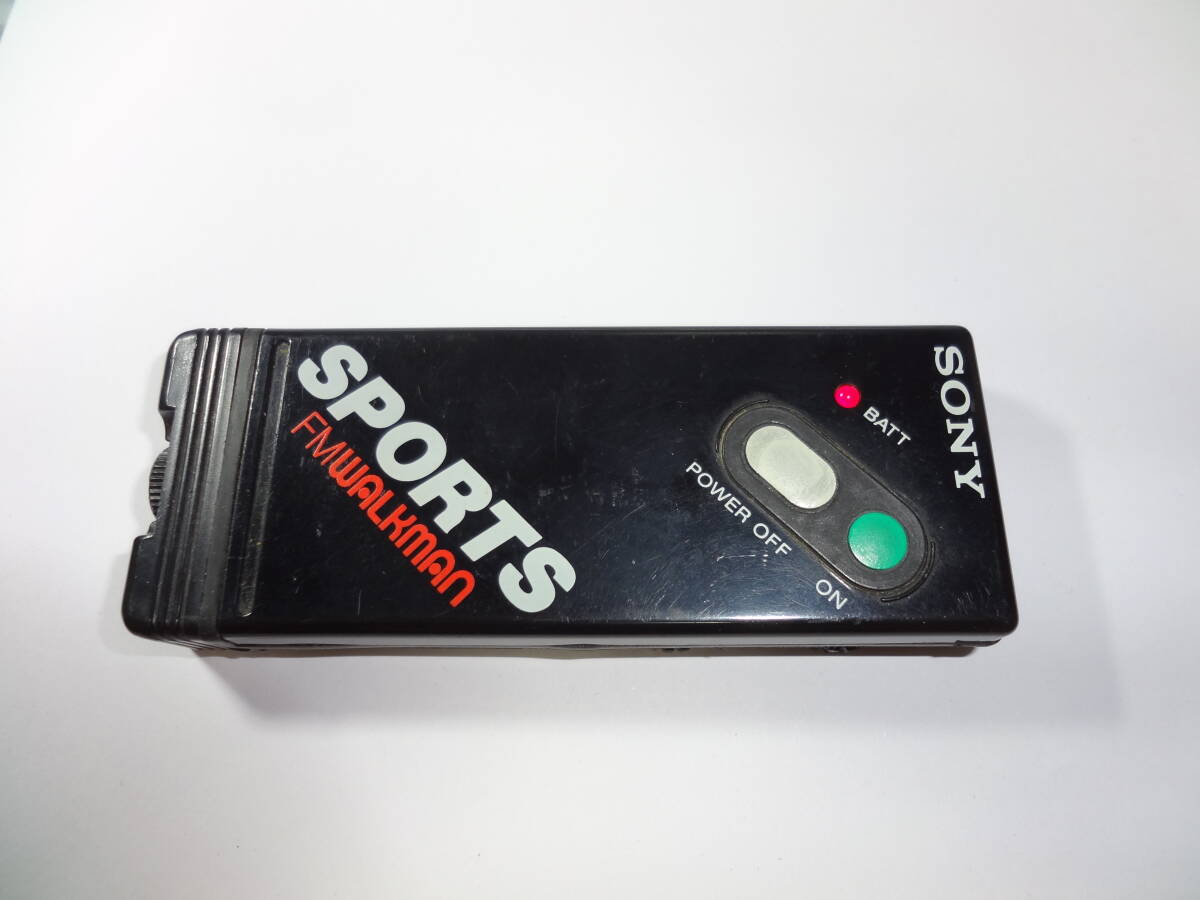 SPORTS
FM WALKMAN
BATT
POWER OFF
ON
SONY